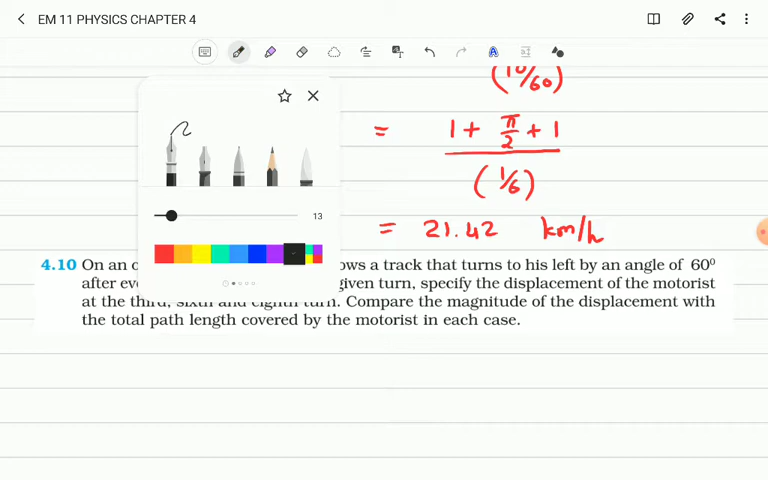 EM 11 PHYSICS CHAPTER 4
(10/60)
= 1 + π/2 + 1
(1/6)
13
= 21.42 km/h
4.10 On an o ows a track that turns to his left by an angle of 60⁰
after eve given turn, specify the displacement of the motorist
at the third, sixth and eighth turn. Compare the magnitude of the displacement with
the total path length covered by the motorist in each case.